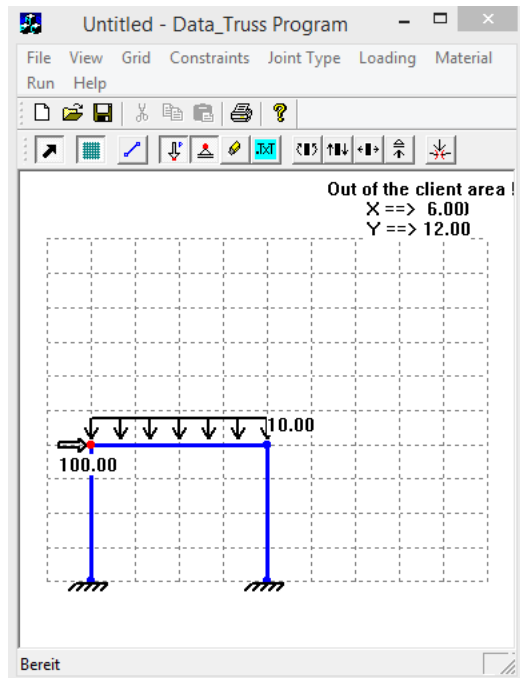 Untitled - Data_Truss Program
File View Grid Constraints Joint Type Loading Material
Run Help
TXT
Out of the client area !
X ==> 6.00)
Y ==> 12.00
10.00
100.00
Bereit